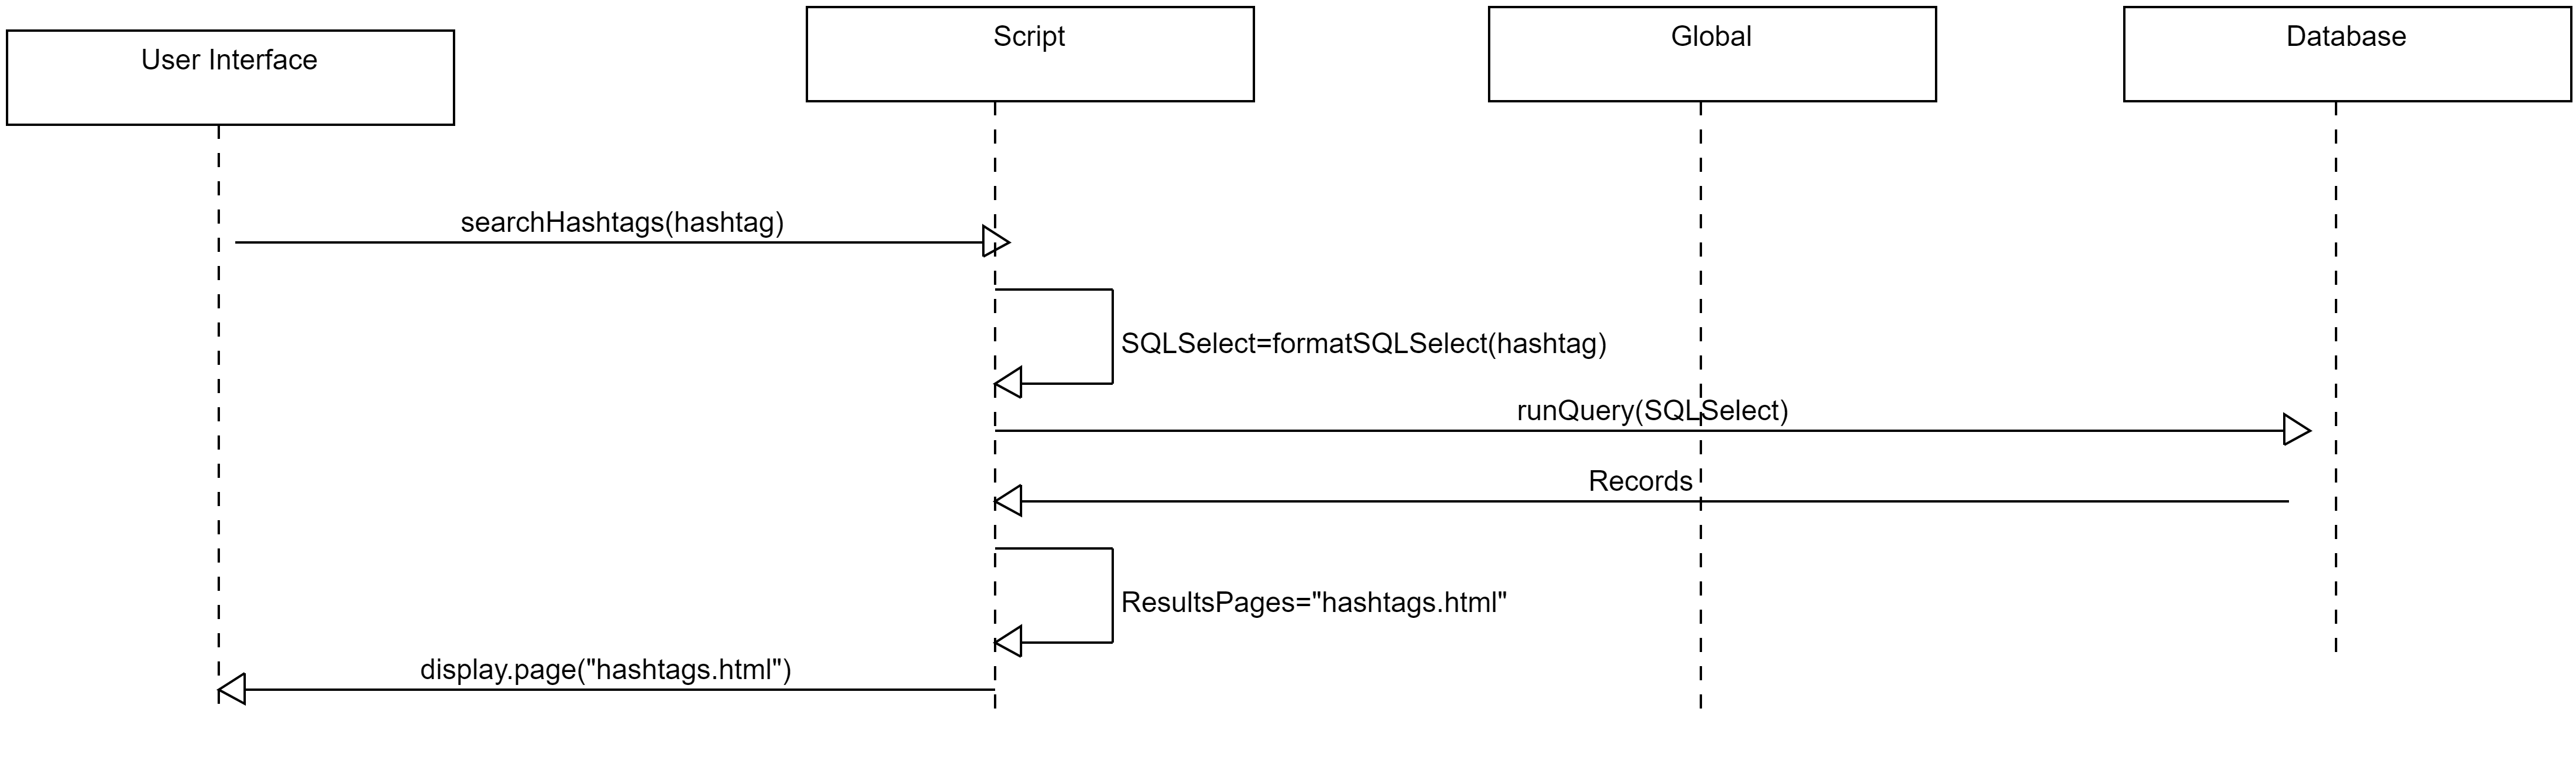 User Interface
Script
Global
Database
searchHashtags(hashtag)
SQLSelect=formatSQLSelect(hashtag)
runQuery(SQLSelect)
Records
ResultsPages="hashtags.html"
display.page("hashtags.html")